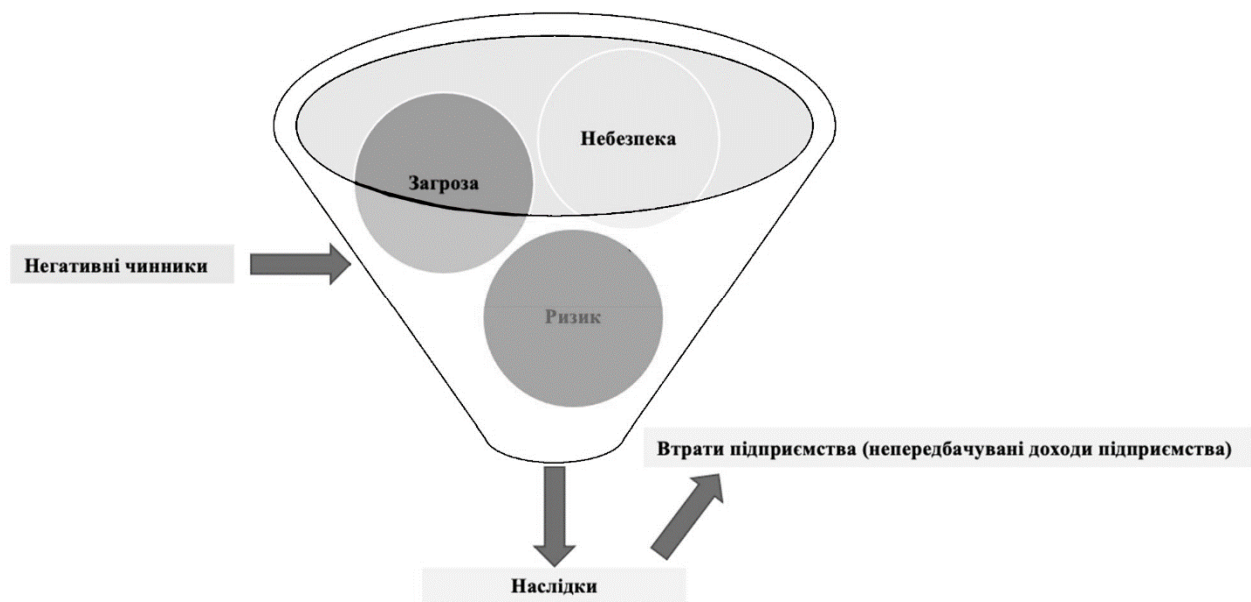 Небезпека
Загроза
Негативні чинники
Ризик
Втрати підприємства (непередбачувані доходи підприємства)
Наслідки